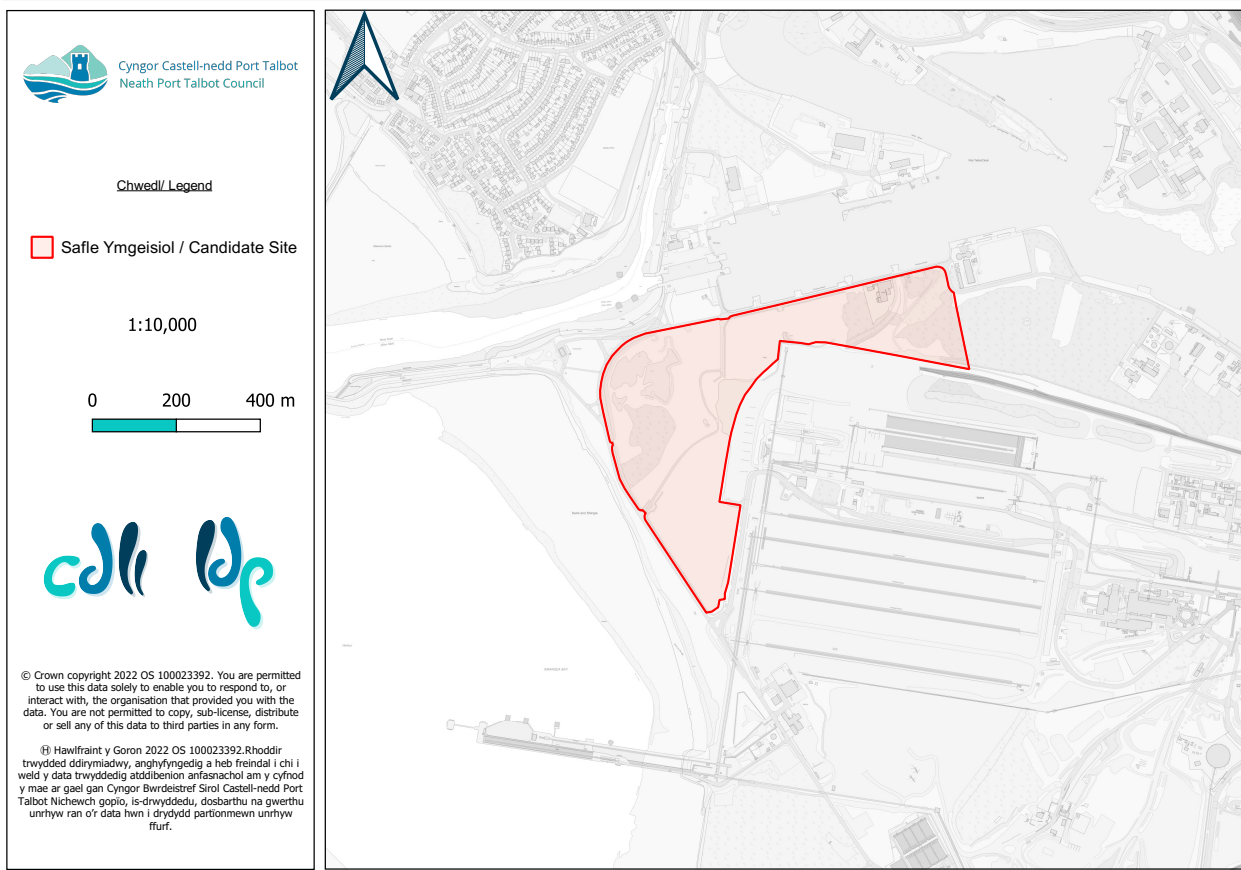 Cyngor Castell-nedd Port Talbot
Neath Port Talbot Council
Chwedl/ Legend
Safle Ymgeisiol / Candidate Site
1:10,000
0 200 400 m
cdll ldp
© Crown copyright 2022 OS 100023392. You are permitted
to use this data solely to enable you to respond to, or
interact with, the organisation that provided you with the
data. You are not permitted to copy, sub-license, distribute
or sell any of this data to third parties in any form.
Ⓗ Hawlfraint y Goron 2022 OS 100023392.Rhoddir
trwydded ddirymiadwy, anghyfyngedig a heb freindal i chi i
weld y data trwyddedig atddibenion anfasnachol am y cyfnod
y mae ar gael gan Cyngor Bwrdeistref Sirol Castell-nedd Port
Talbot Nichewch gopïo, is-drwyddedu, dosbarthu na gwerthu
unrhyw ran o'r data hwn i drydydd partïonmewn unrhyw
ffurf.